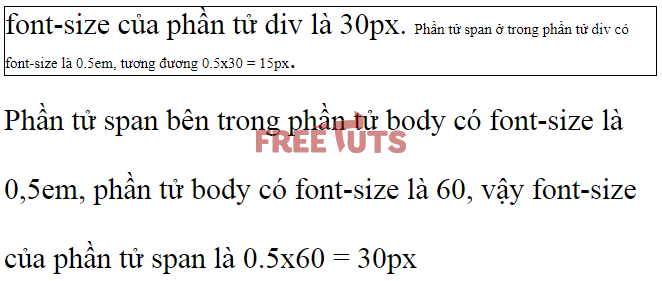 font-size của phần tử div là 30px. Phần tử span ở trong phần tử div có
font-size là 0.5em, tương đương 0.5x30 = 15px.
Phần tử span bên trong phần tử body có font-size là
FREETUTS
0,5em, phần tử body có font-size là 60, vậy font-size
của phần tử span là 0.5x60 = 30px